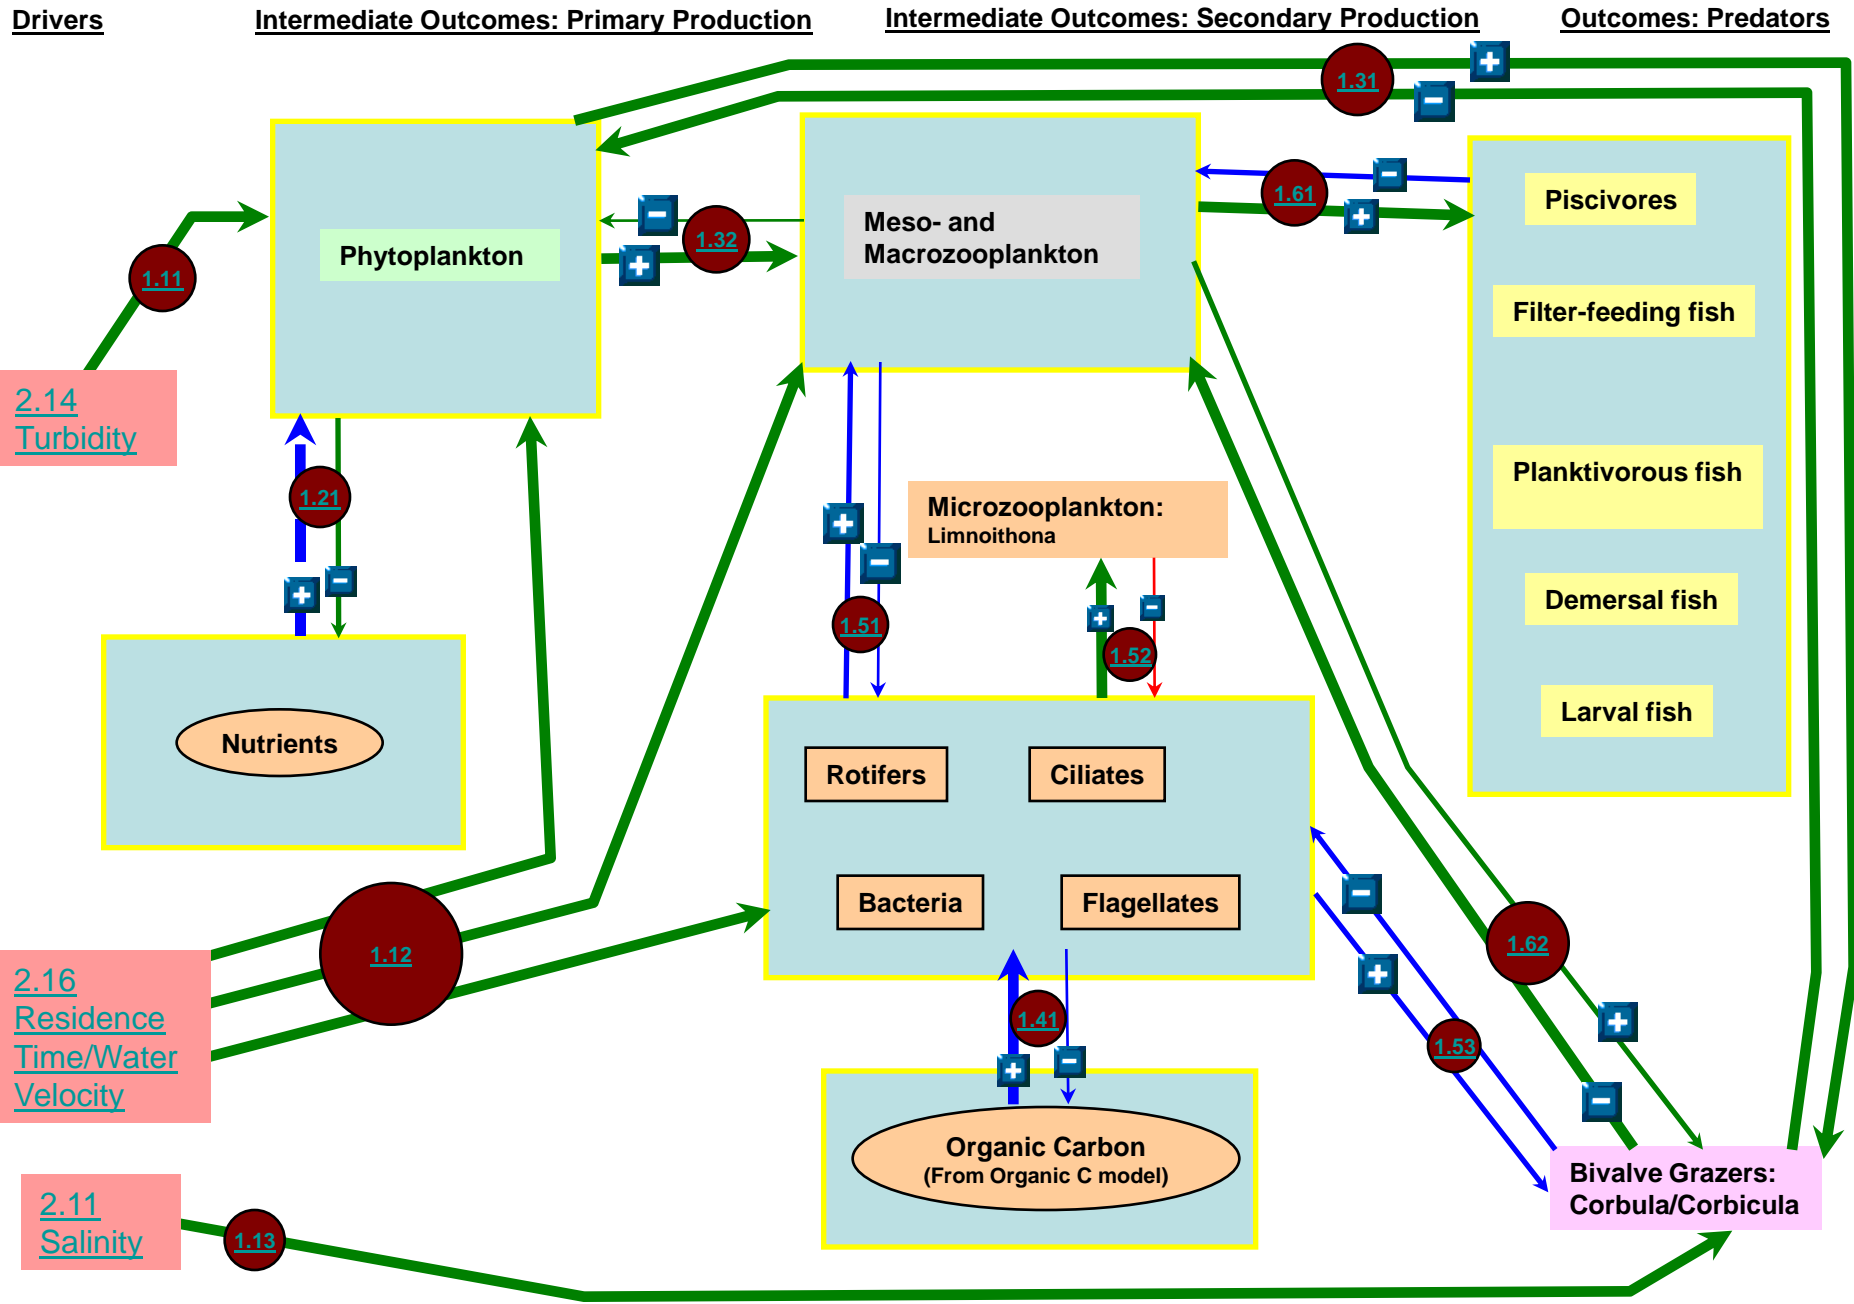 Drivers
Intermediate Outcomes: Primary Production
Intermediate Outcomes: Secondary Production
Outcomes: Predators
1.31
+
-
Phytoplankton
Meso- and
Macrozooplankton
-
+
1.32
-
+
1.61
Piscivores
Filter-feeding fish
Planktivorous fish
Demersal fish
Larval fish
1.11
2.14
Turbidity
1.21
+
-
Nutrients
+
-
1.51
Microzooplankton:
Limnoithona
+
-
1.52
Rotifers
Ciliates
Bacteria
Flagellates
1.12
2.16
Residence
Time/Water
Velocity
1.41
+
-
Organic Carbon
(From Organic C model)
-
+
1.53
1.62
+
-
Bivalve Grazers:
Corbula/Corbicula
2.11
Salinity
1.13